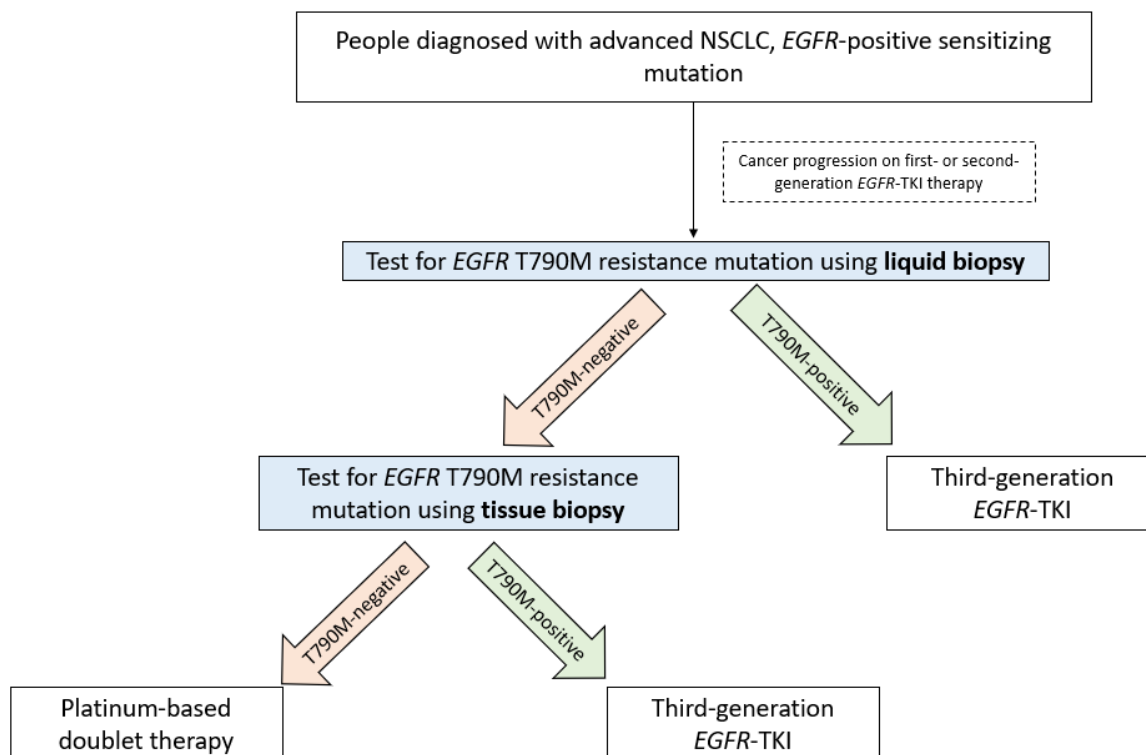 People diagnosed with advanced NSCLC, EGFR-positive sensitizing
mutation
Cancer progression on first- or second-
generation EGFR-TKI therapy
Test for EGFR T790M resistance mutation using liquid biopsy
T790M-negative
T790M-positive
Test for EGFR T790M resistance
mutation using tissue biopsy
Third-generation
EGFR-TKI
T790M-negative
T790M-positive
Platinum-based
doublet therapy
Third-generation
EGFR-TKI